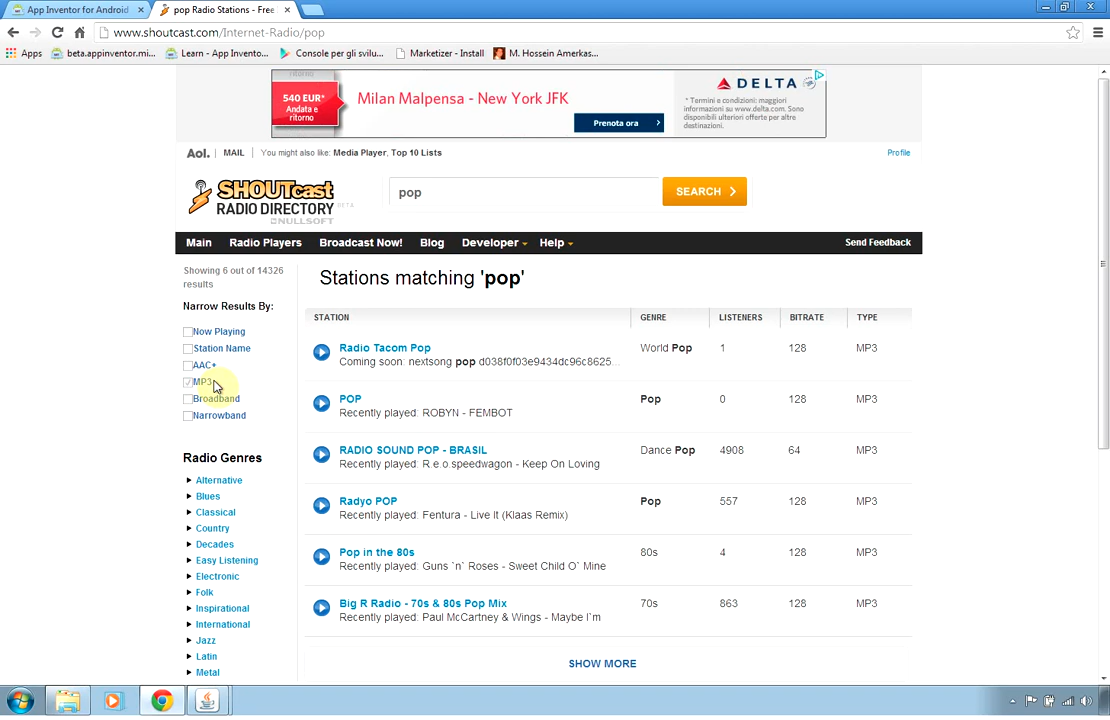 App Inventor for Android
pop Radio Stations - Free
www.shoutcast.com/Internet-Radio/pop
Apps
beta.appinventor.mi...
Learn - App Invento...
Console per gli svilu...
Marketizer - Install
M. Hossein Amerkas...
ritorno
540 EUR*
Andata e
ritorno
Milan Malpensa - New York JFK
Prenota ora
DELTA
* Termini e condizioni: maggiori
informazioni su www.delta.com. Sono
disponibili ulteriori offerte per altre
destinazioni.
Aol.
MAIL
You might also like: Media Player, Top 10 Lists
Profile
SHOUTcast
RADIO DIRECTORY
BETA
NULLSOFT
pop
SEARCH
Main
Radio Players
Broadcast Now!
Blog
Developer
Help
Send Feedback
Showing 6 out of 14326
results
Narrow Results By:
Now Playing
Station Name
AAC+
MP3
Broadband
Narrowband
Radio Genres
Alternative
Blues
Classical
Country
Decades
Easy Listening
Electronic
Folk
Inspirational
International
Jazz
Latin
Metal
Stations matching 'pop'
STATION GENRE LISTENERS BITRATE TYPE
Radio Tacom Pop World Pop 1 128 MP3
Coming soon: nextsong pop d038f0f03e9434dc96c8625...
POP Pop 0 128 MP3
Recently played: ROBYN - FEMBOT
RADIO SOUND POP - BRASIL Dance Pop 4908 64 MP3
Recently played: R.e.o.speedwagon - Keep On Loving
Radyo POP Pop 557 128 MP3
Recently played: Fentura - Live It (Klaas Remix)
Pop in the 80s 80s 4 128 MP3
Recently played: Guns `n` Roses - Sweet Child O` Mine
Big R Radio - 70s & 80s Pop Mix 70s 863 128 MP3
Recently played: Paul McCartney & Wings - Maybe I`m
SHOW MORE